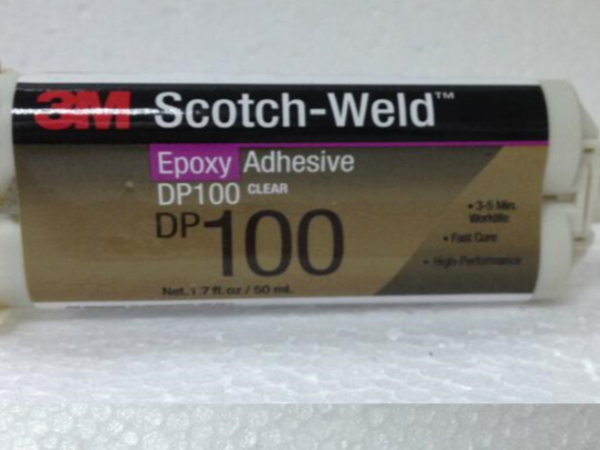 3M Scotch-Weld™
Epoxy Adhesive
DP100 CLEAR
DP100
• 3-5 Min.
Worklife
• Fast Cure
• High-Performance
Net. 1.7 fl. oz / 50 mL